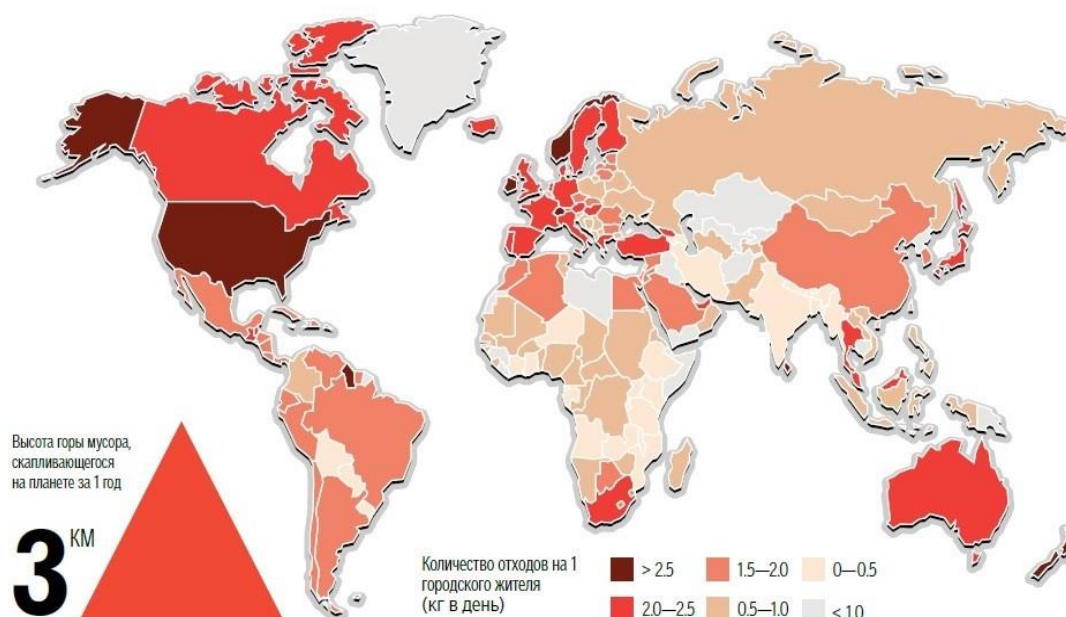 Высота горы мусора,
скапливающегося
на планете за 1 год
3 КМ
Количество отходов на 1
городского жителя
(кг в день)
> 2.5
1.5—2.0
0—0.5
2.0—2.5
0.5—1.0
< 1.0